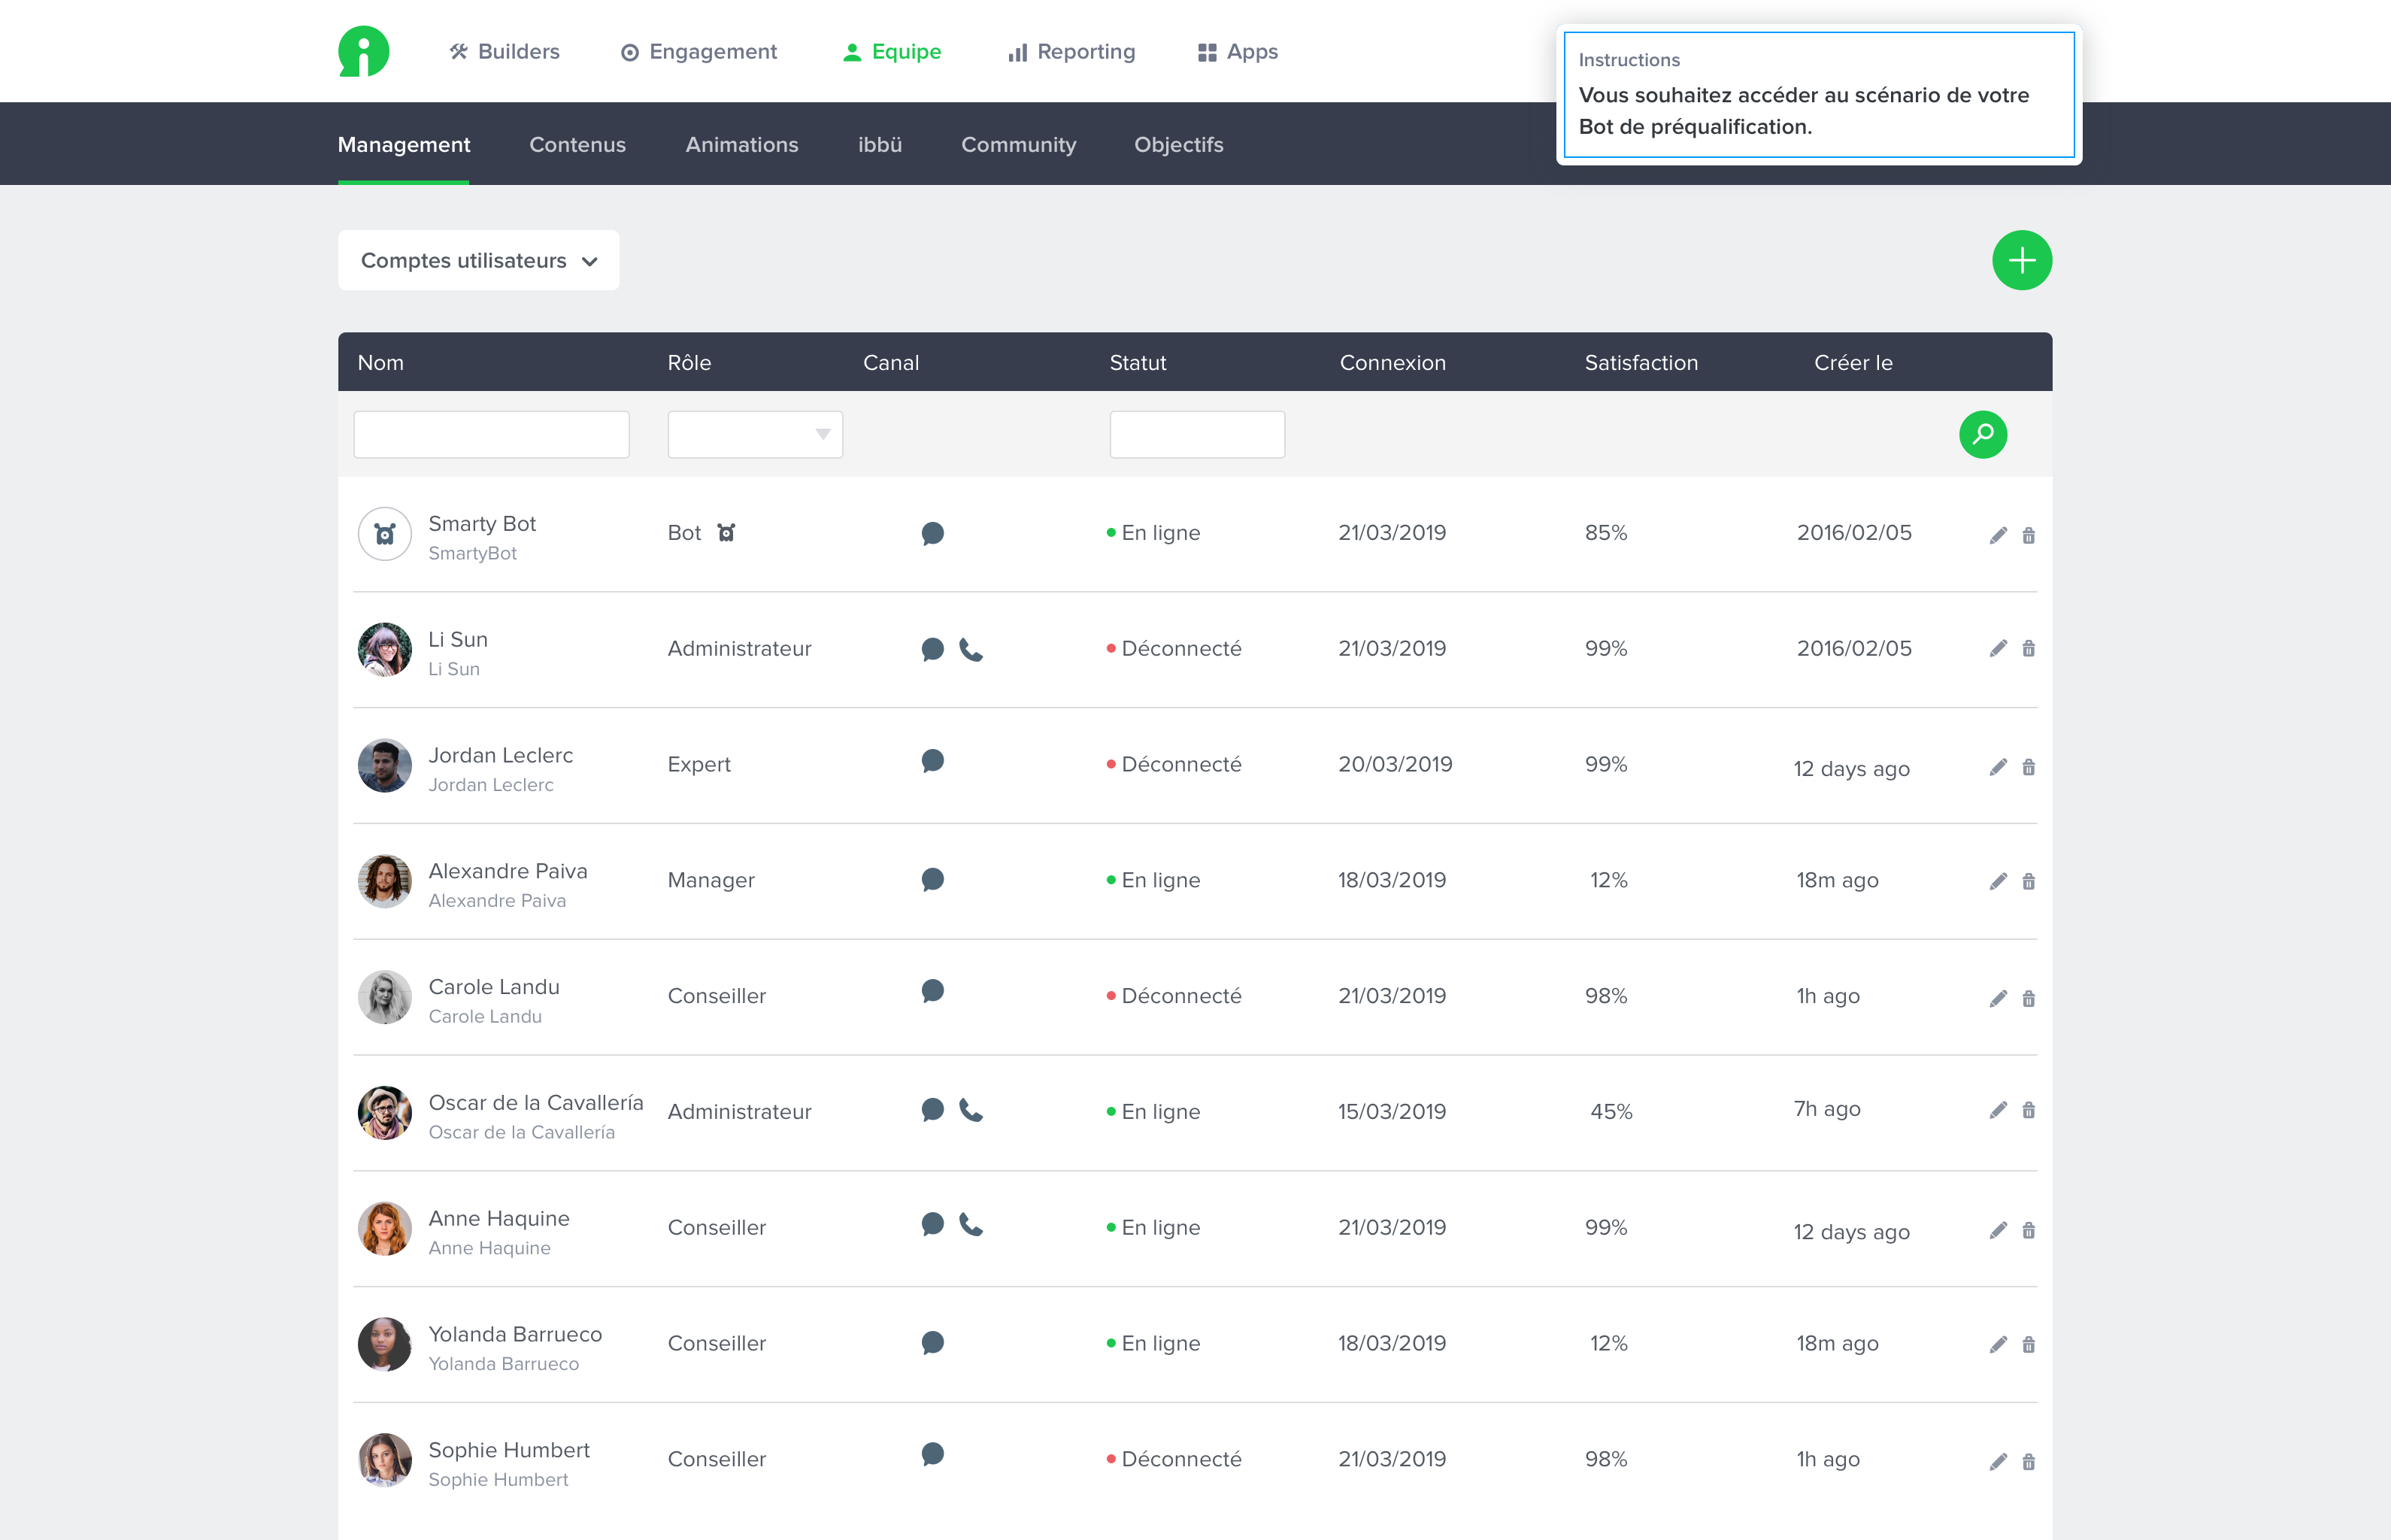 Builders Engagement Equipe Reporting Apps
Instructions
Vous souhaitez accéder au scénario de votre
Bot de préqualification.
Management Contenus Animations ibbü Community Objectifs
Comptes utilisateurs
Nom Rôle Canal Statut Connexion Satisfaction Créer le
Smarty Bot
SmartyBot
Bot En ligne 21/03/2019 85% 2016/02/05
Li Sun
Li Sun
Administrateur Déconnecté 21/03/2019 99% 2016/02/05
Jordan Leclerc
Jordan Leclerc
Expert Déconnecté 20/03/2019 99% 12 days ago
Alexandre Paiva
Alexandre Paiva
Manager En ligne 18/03/2019 12% 18m ago
Carole Landu
Carole Landu
Conseiller Déconnecté 21/03/2019 98% 1h ago
Oscar de la Cavallería
Oscar de la Cavallería
Administrateur En ligne 15/03/2019 45% 7h ago
Anne Haquine
Anne Haquine
Conseiller En ligne 21/03/2019 99% 12 days ago
Yolanda Barrueco
Yolanda Barrueco
Conseiller En ligne 18/03/2019 12% 18m ago
Sophie Humbert
Sophie Humbert
Conseiller Déconnecté 21/03/2019 98% 1h ago